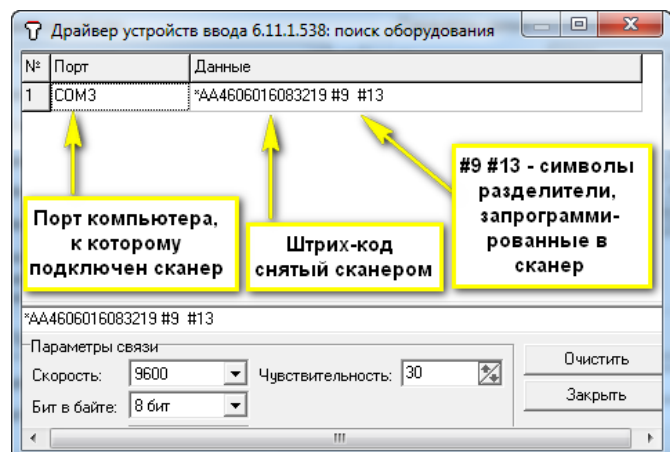 Драйвер устройств ввода 6.11.1.538: поиск оборудования
№ Порт Данные
1 COM3 *AA4606016083219 #9 #13
Порт компьютера,
к которому
подключен сканер
Штрих-код
снятый сканером
#9 #13 - символы
разделители,
запрограмми-
рованные в
сканер
*AA4606016083219 #9 #13
Параметры связи
Скорость: 9600 Чувствительность: 30
Бит в байте: 8 бит
Очистить
Закрыть